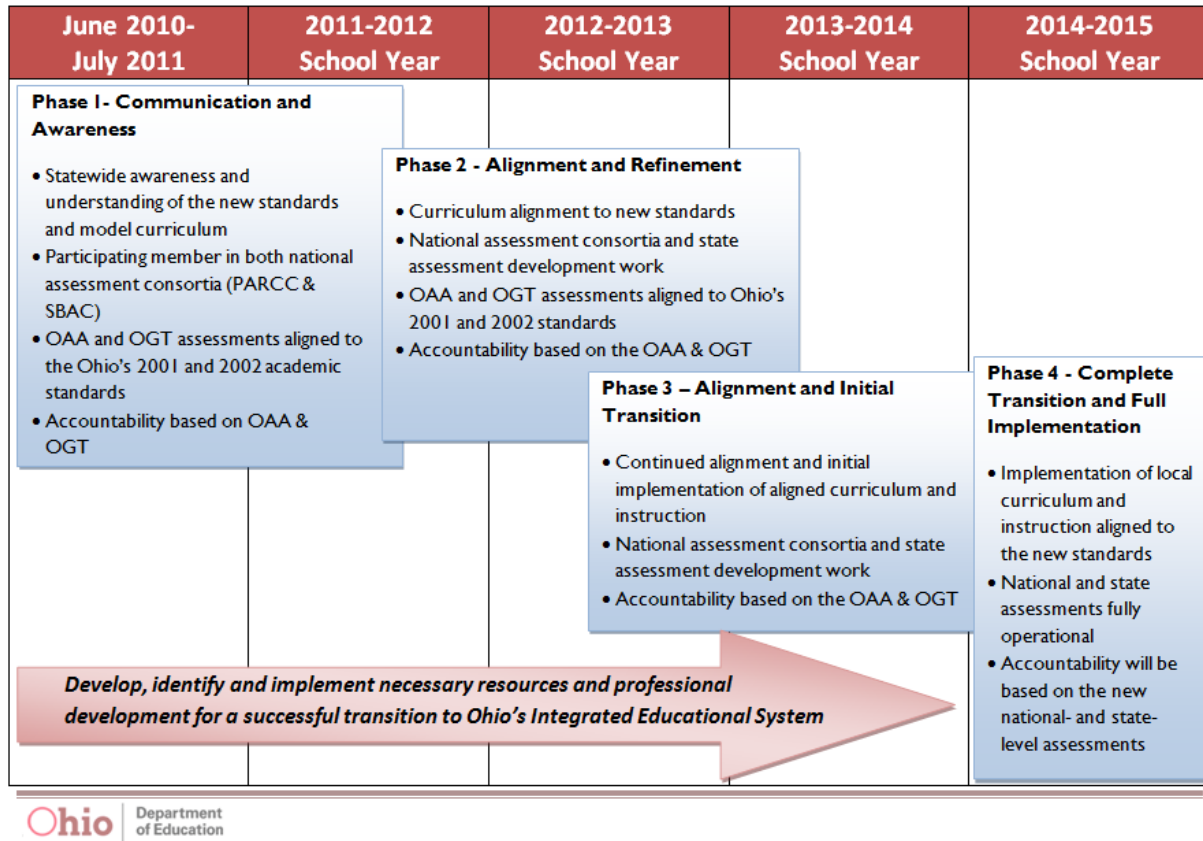 June 2010-
July 2011
2011-2012
School Year
2012-2013
School Year
2013-2014
School Year
2014-2015
School Year
Phase 1- Communication and
Awareness
• Statewide awareness and
understanding of the new standards
and model curriculum
• Participating member in both national
assessment consortia (PARCC &
SBAC)
• OAA and OGT assessments aligned to
the Ohio's 2001 and 2002 academic
standards
• Accountability based on OAA &
OGT
Phase 2 - Alignment and Refinement
• Curriculum alignment to new standards
• National assessment consortia and state
assessment development work
• OAA and OGT assessments aligned to Ohio's
2001 and 2002 standards
• Accountability based on the OAA & OGT
Phase 3 – Alignment and Initial
Transition
• Continued alignment and initial
implementation of aligned curriculum and
instruction
• National assessment consortia and state
assessment development work
• Accountability based on the OAA & OGT
Phase 4 - Complete
Transition and Full
Implementation
• Implementation of local
curriculum and
instruction aligned to
the new standards
• National and state
assessments fully
operational
• Accountability will be
based on the new
national- and state-
level assessments
Develop, identify and implement necessary resources and professional
development for a successful transition to Ohio's Integrated Educational System
Ohio
Department
of Education